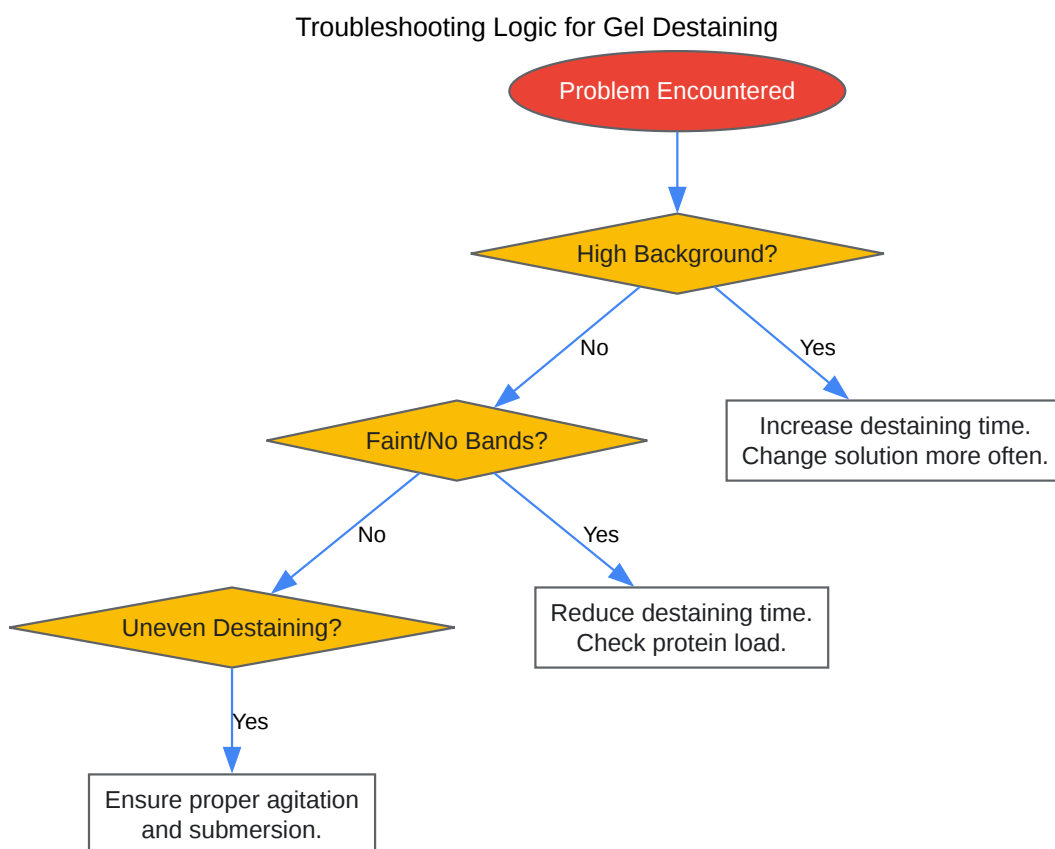 Troubleshooting Logic for Gel Destaining
Problem Encountered
High Background?
No
Yes
Faint/No Bands?
Increase destaining time.
Change solution more often.
No
Yes
Uneven Destaining?
Reduce destaining time.
Check protein load.
Yes
Ensure proper agitation
and submersion.